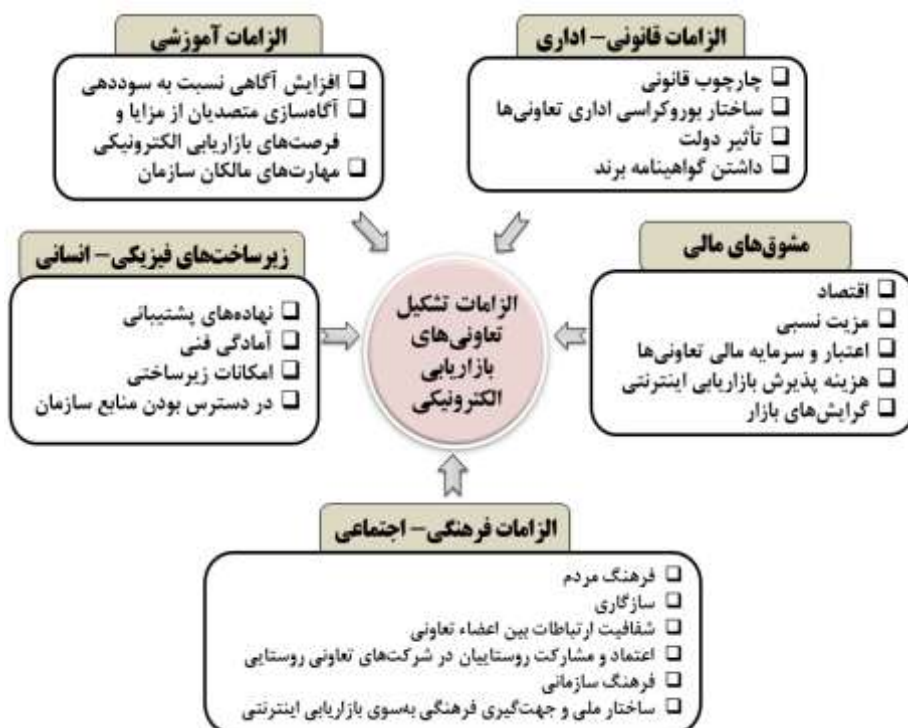 الزامات قانونی- اداری
چارچوب قانونی
ساختار بوروکراسی اداری تعاونی‌ها
تأثیر دولت
داشتن گواهینامه برند
الزامات آموزشی
افزایش آگاهی نسبت به سوددهی
آگاه‌سازی متصدیان از مزایا و
فرصت‌های بازاریابی الکترونیکی
مهارت‌های مالکان سازمان
مشوق‌های مالی
اقتصاد
مزیت نسبی
اعتبار و سرمایه مالی تعاونی‌ها
هزینه پذیرش بازاریابی اینترنتی
گرایش‌های بازار
الزامات تشکیل
تعاونی‌های
بازاریابی
الکترونیکی
زیرساخت‌های فیزیکی- انسانی
نهاده‌های پشتیبانی
آمادگی فنی
امکانات زیرساختی
در دسترس بودن منابع سازمان
الزامات فرهنگی- اجتماعی
فرهنگ مردم
سازگاری
شفافیت ارتباطات بین اعضاء تعاونی
اعتماد و مشارکت روستاییان در شرکت‌های تعاونی روستایی
فرهنگ سازمانی
ساختار ملی و جهت‌گیری فرهنگی به‌سوی بازاریابی اینترنتی